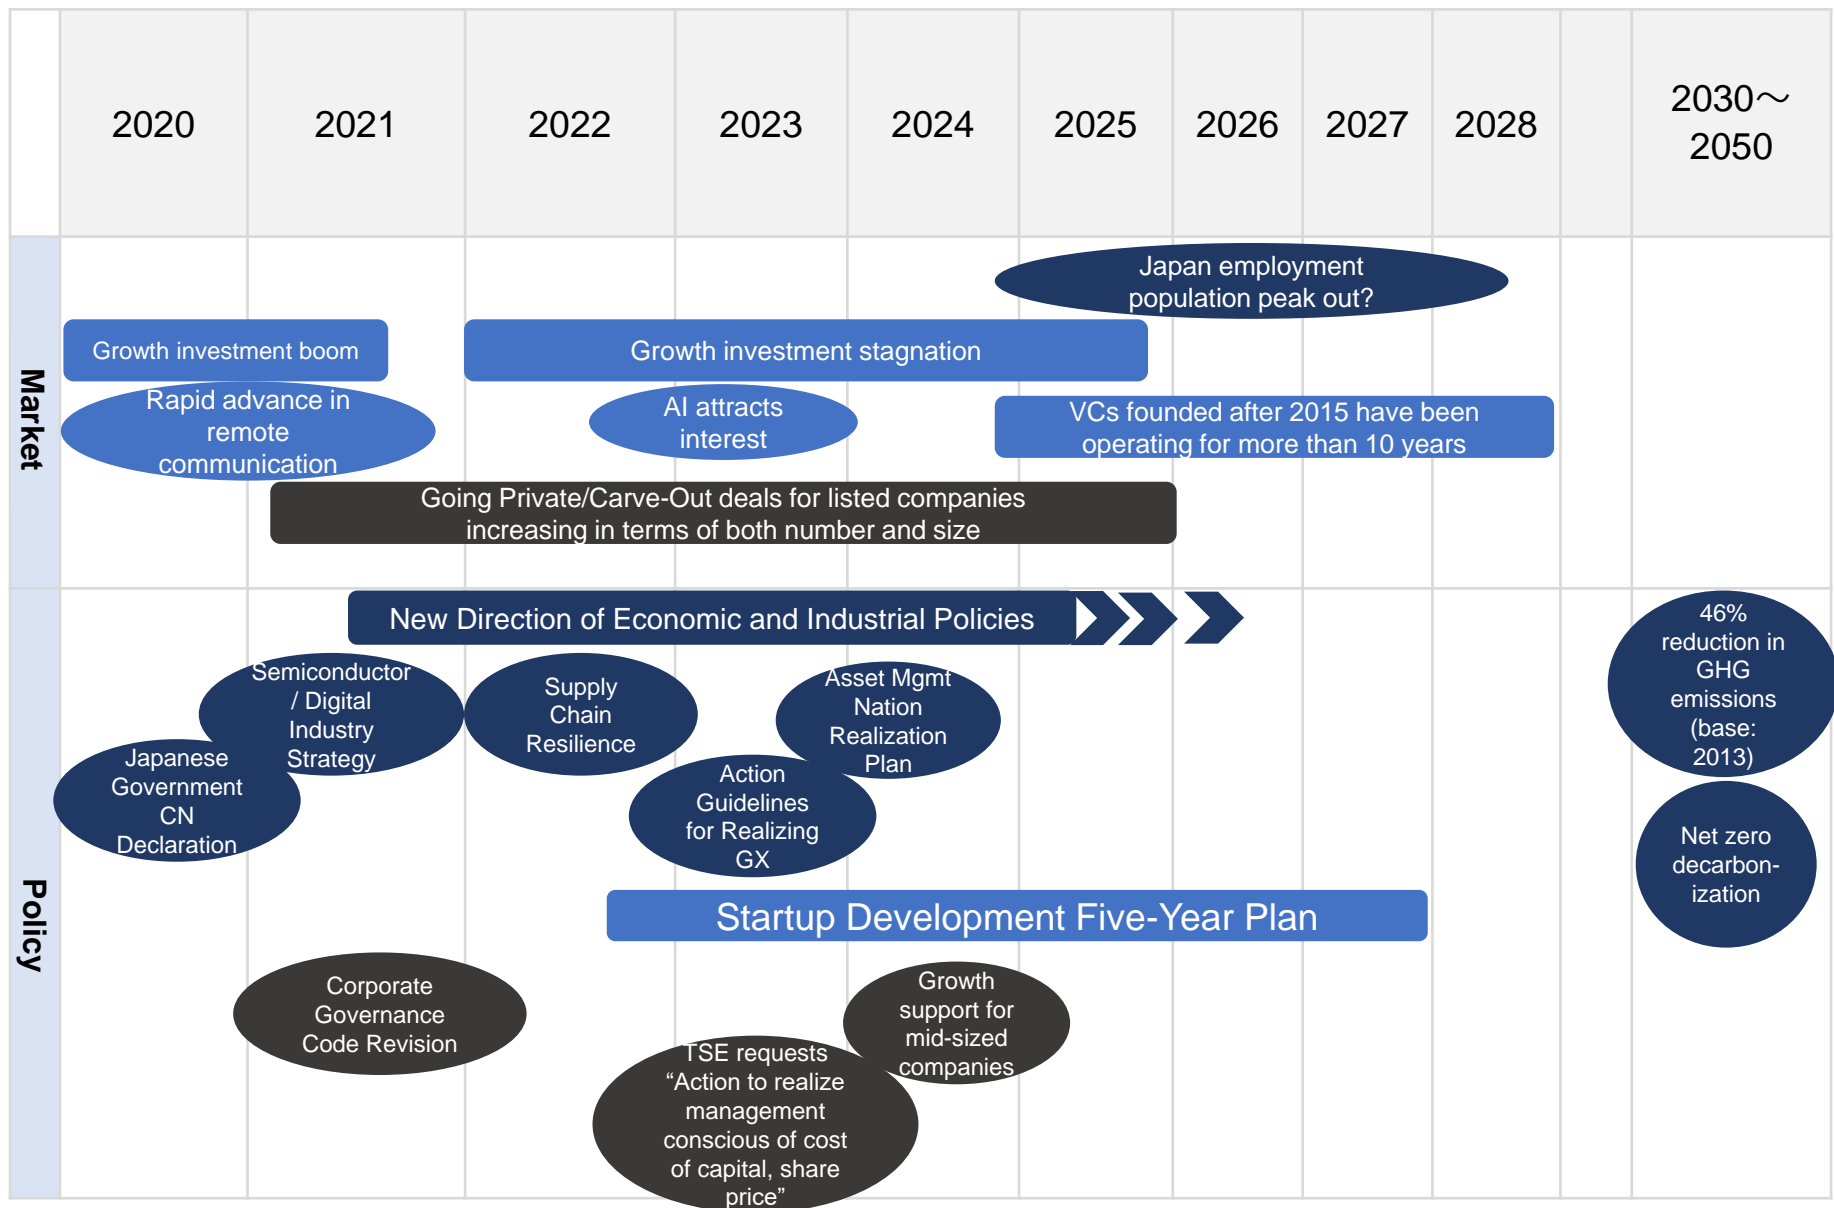 2020
2021
2022
2023
2024
2025
2026
2027
2028
2030～
2050
Market
Japan employment
population peak out?
Growth investment boom
Growth investment stagnation
Rapid advance in
remote
communication
AI attracts
interest
VCs founded after 2015 have been
operating for more than 10 years
Going Private/Carve-Out deals for listed companies
increasing in terms of both number and size
Policy
New Direction of Economic and Industrial Policies
Semiconductor
/ Digital
Industry
Strategy
Supply
Chain
Resilience
Asset Mgmt
Nation
Realization
Plan
46%
reduction in
GHG
emissions
(base:
2013)
Japanese
Government
CN
Declaration
Action
Guidelines
for Realizing
GX
Net zero
decarbon-
ization
Startup Development Five-Year Plan
Corporate
Governance
Code Revision
Growth
support for
mid-sized
companies
TSE requests
“Action to realize
management
conscious of cost
of capital, share
price”